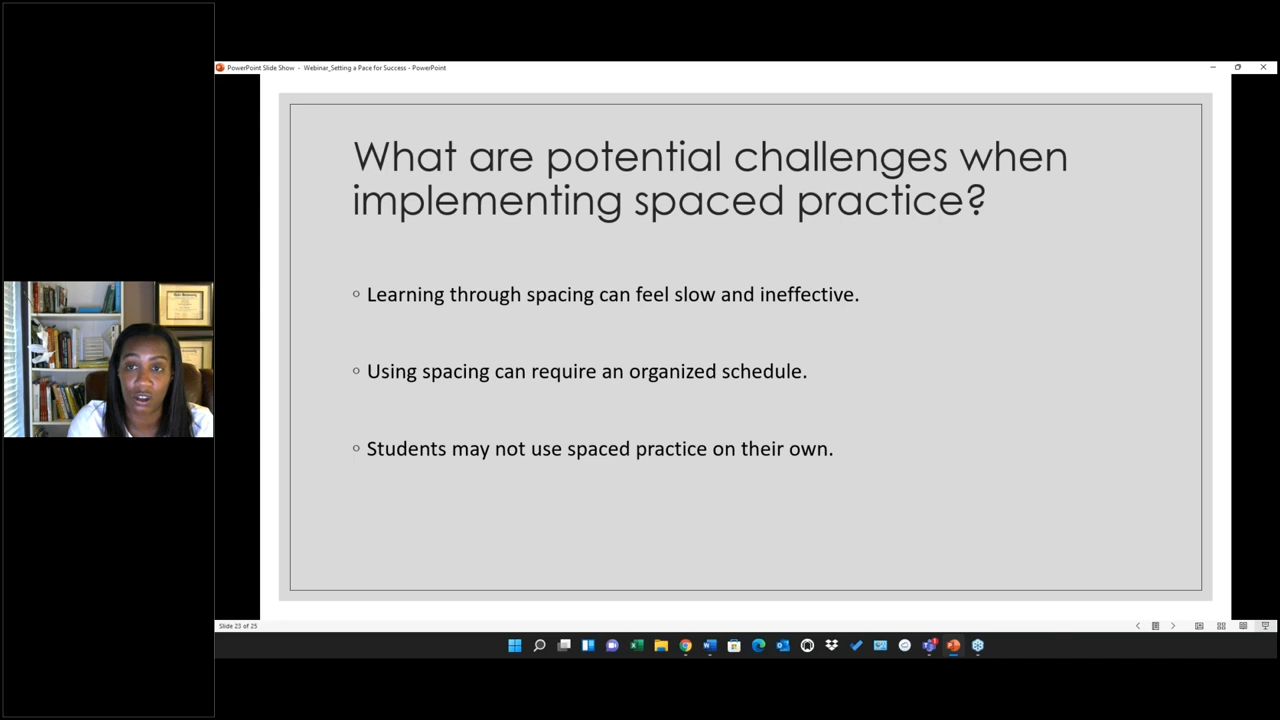 PowerPoint Slide Show - Webinar_Setting a Pace for Success - PowerPoint
What are potential challenges when
implementing spaced practice?
Learning through spacing can feel slow and ineffective.
Using spacing can require an organized schedule.
Students may not use spaced practice on their own.
Slide 23 of 25